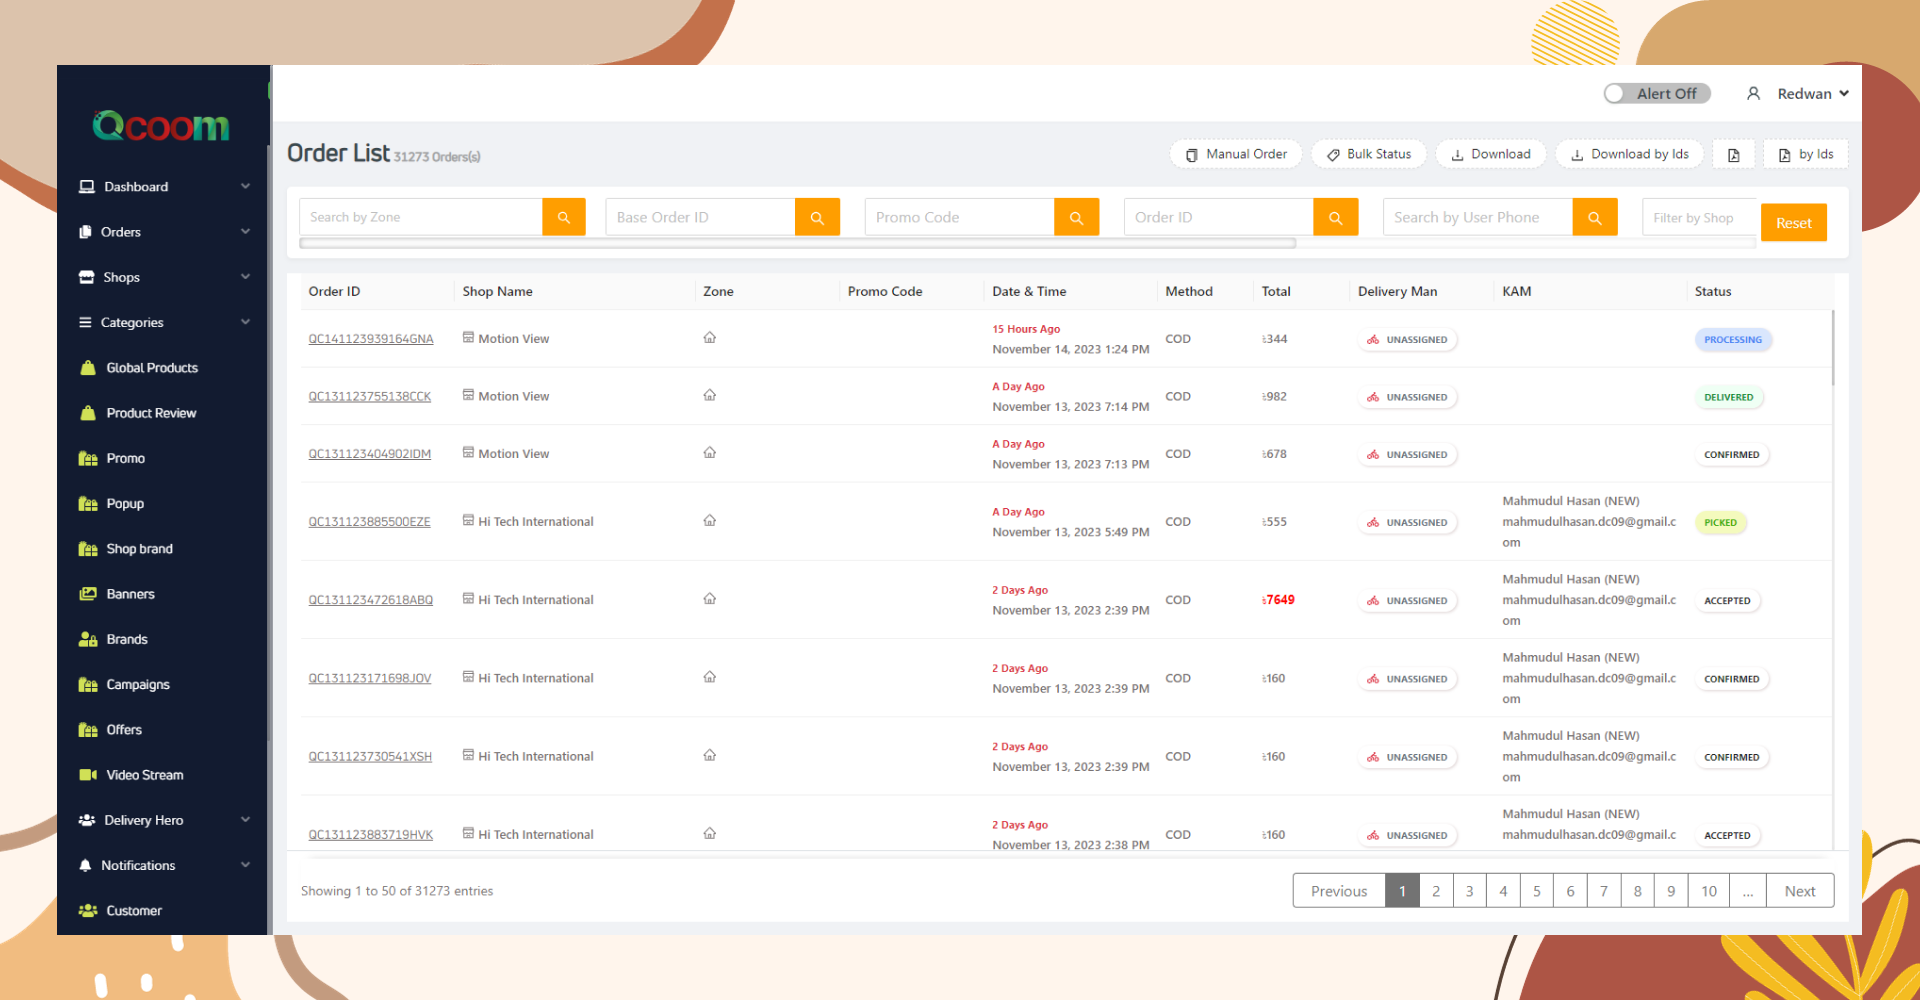 Qcoom
Alert Off
Redwan
Dashboard
Orders
Shops
Categories
Global Products
Product Review
Promo
Popup
Shop brand
Banners
Brands
Campaigns
Offers
Video Stream
Delivery Hero
Notifications
Customer
Order List 31273 Orders(s)
Manual Order
Bulk Status
Download
Download by Ids
by Ids
Search by Zone
Base Order ID
Promo Code
Order ID
Search by User Phone
Filter by Shop
Reset
Order ID Shop Name Zone Promo Code Date & Time Method Total Delivery Man KAM Status
QC141123939164GNA Motion View 15 Hours Ago COD ৳344 UNASSIGNED PROCESSING
November 14, 2023 1:24 PM
QC131123755138CCK Motion View A Day Ago COD ৳982 UNASSIGNED DELIVERED
November 13, 2023 7:14 PM
QC131123404902IDM Motion View A Day Ago COD ৳678 UNASSIGNED CONFIRMED
November 13, 2023 7:13 PM
QC131123885500EZE Hi Tech International A Day Ago COD ৳555 UNASSIGNED Mahmudul Hasan (NEW) PICKED
November 13, 2023 5:49 PM mahmudulhasan.dc09@gmail.c
om
QC131123472618ABQ Hi Tech International 2 Days Ago COD ৳7649 UNASSIGNED Mahmudul Hasan (NEW) ACCEPTED
November 13, 2023 2:39 PM mahmudulhasan.dc09@gmail.c
om
QC131123171698JOV Hi Tech International 2 Days Ago COD ৳160 UNASSIGNED Mahmudul Hasan (NEW) CONFIRMED
November 13, 2023 2:39 PM mahmudulhasan.dc09@gmail.c
om
QC131123730541XSH Hi Tech International 2 Days Ago COD ৳160 UNASSIGNED Mahmudul Hasan (NEW) CONFIRMED
November 13, 2023 2:39 PM mahmudulhasan.dc09@gmail.c
om
QC131123883719HVK Hi Tech International 2 Days Ago COD ৳160 UNASSIGNED Mahmudul Hasan (NEW) ACCEPTED
November 13, 2023 2:38 PM mahmudulhasan.dc09@gmail.c
Showing 1 to 50 of 31273 entries
Previous 1 2 3 4 5 6 7 8 9 10 ... Next